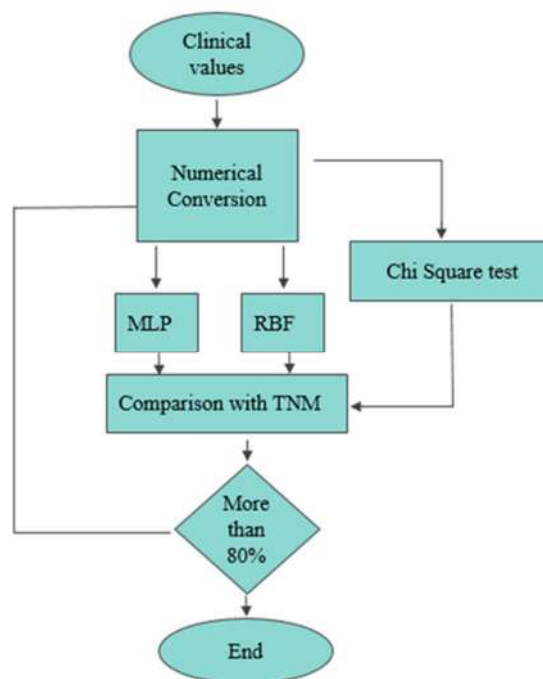 Clinical
values
Numerical
Conversion
Chi Square test
MLP
RBF
Comparison with TNM
More
than
80%
End